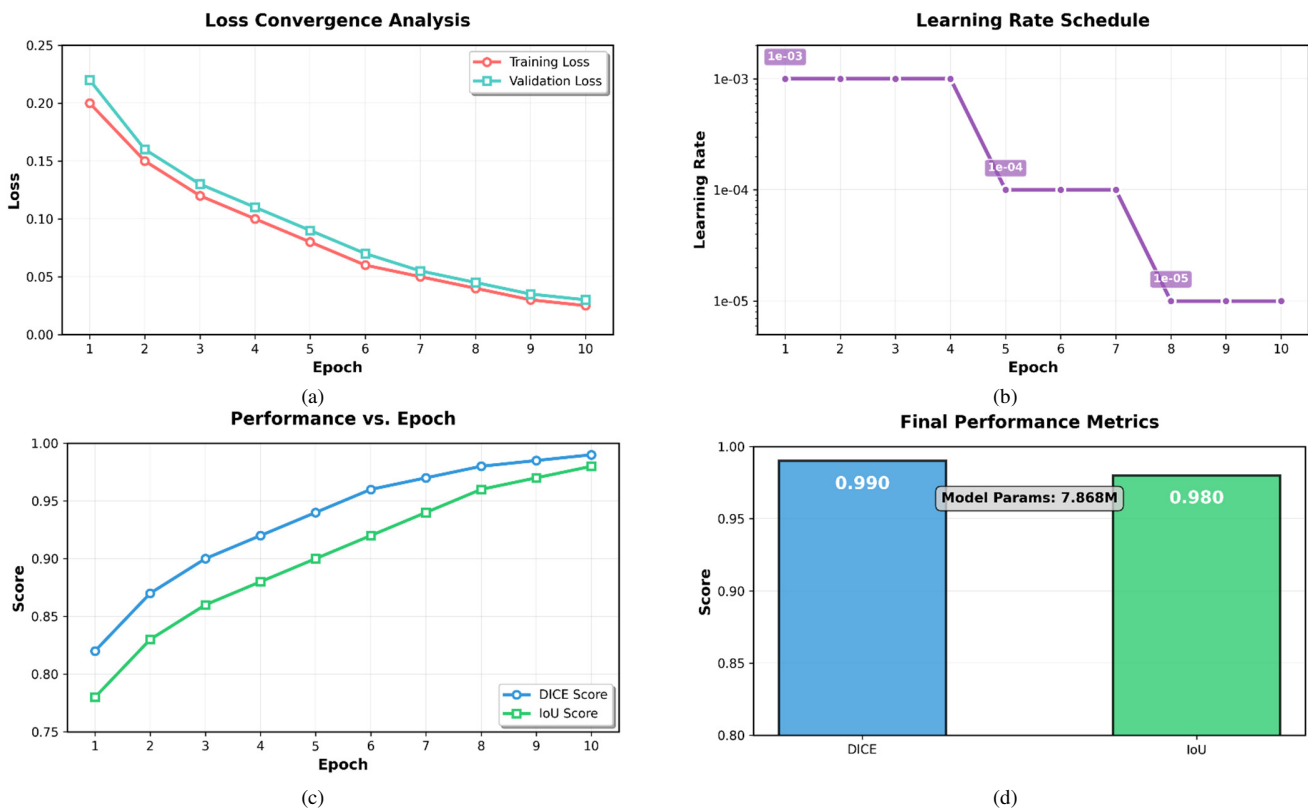 Loss Convergence Analysis
0.25
0.20
0.15
0.10
0.05
0.00
Loss
Training Loss
Validation Loss
1 2 3 4 5 6 7 8 9 10
Epoch
(a)
Learning Rate Schedule
1e-03
1e-04
1e-05
Learning Rate
1e-03
1e-04
1e-05
1 2 3 4 5 6 7 8 9 10
Epoch
(b)
Performance vs. Epoch
1.00
0.95
0.90
0.85
0.80
0.75
Score
DICE Score
IoU Score
1 2 3 4 5 6 7 8 9 10
Epoch
(c)
Final Performance Metrics
1.00
0.95
0.90
0.85
0.80
Score
0.990
Model Params: 7.868M
0.980
DICE IoU
(d)